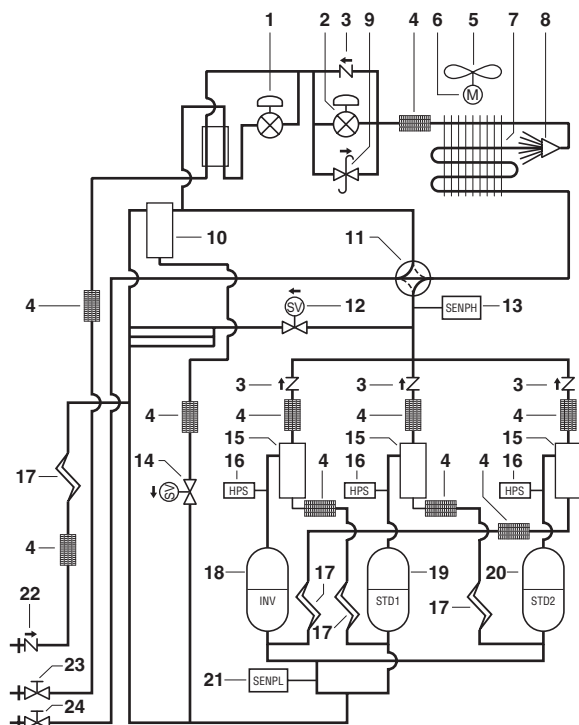 1 2 3 9 4 6 5 7 8
M
10 11
4 SV 12 SENPH 13
3 3 3
4 4 4 4
15 15 15
14 SV 16 HPS 4 16 HPS 4 16 HPS
17
4
18 INV 17 STD1 19 20 STD2
17 17
22
23 21 SENPL
24